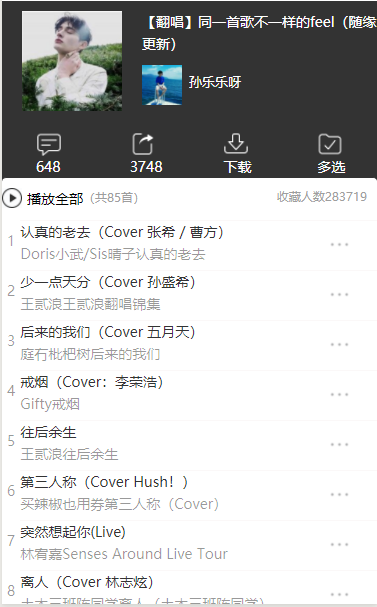 【翻唱】同一首歌不一样的feel（随缘
更新）
孙乐乐呀
648
3748
下载
多选
播放全部（共85首）
收藏人数283719
1
认真的老去（Cover 张希 / 曹方）
Doris小武/Sis晴子认真的老去
2
少一点天分（Cover 孙盛希）
王贰浪王贰浪翻唱锦集
3
后来的我们（Cover 五月天）
庭冇枇杷树后来的我们
4
戒烟（Cover：李荣浩）
Gifty戒烟
5
往后余生
王贰浪往后余生
6
第三人称（Cover Hush！）
买辣椒也用券第三人称（Cover）
7
突然想起你(Live)
林宥嘉Senses Around Live Tour
8
离人（Cover 林志炫）